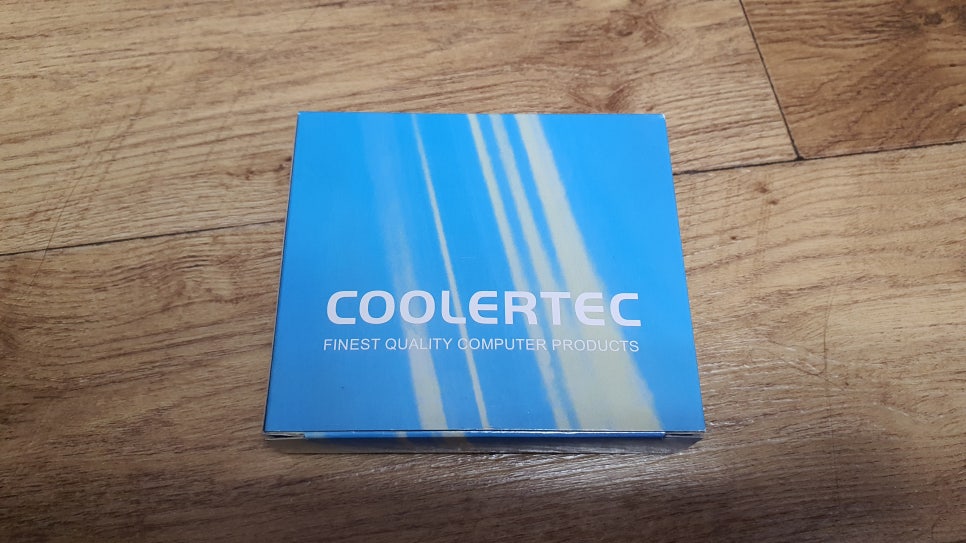 COOLERTEC
FINEST QUALITY COMPUTER PRODUCTS